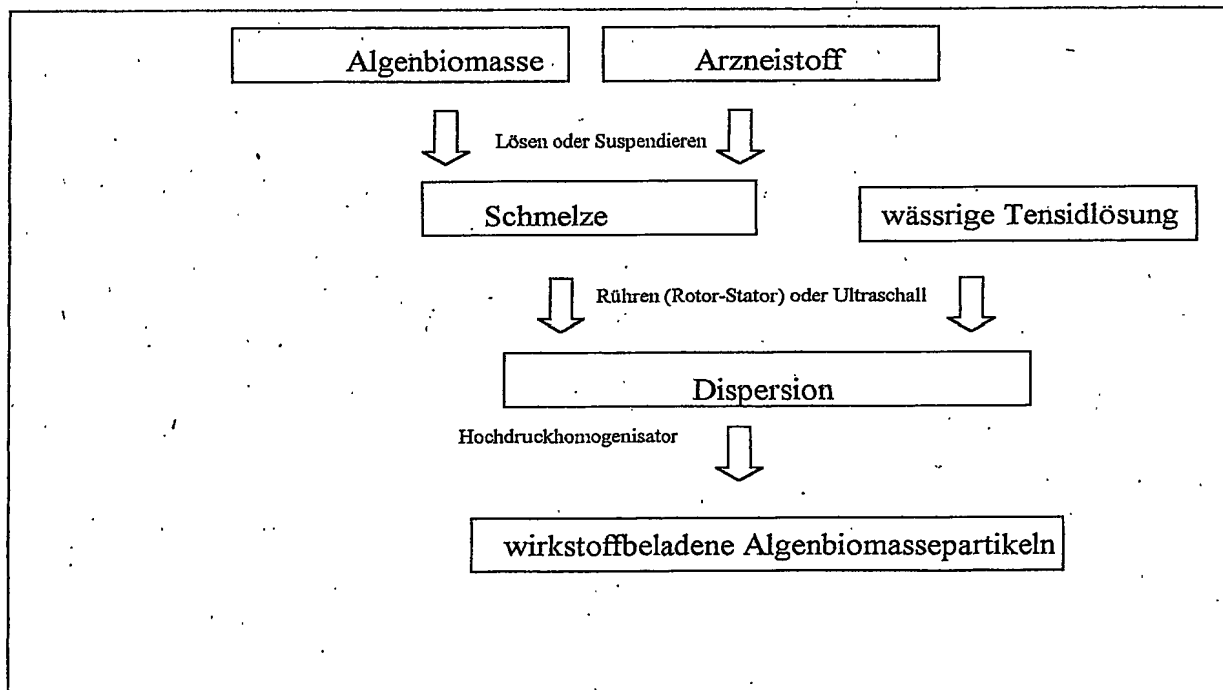 Algenbiomasse
Arzneistoff
Lösen oder Suspendieren
Schmelze
wässrige Tensidlösung
Rühren (Rotor-Stator) oder Ultraschall
Dispersion
Hochdruckhomogenisator
wirkstoffbeladene Algenbiomassepartikeln